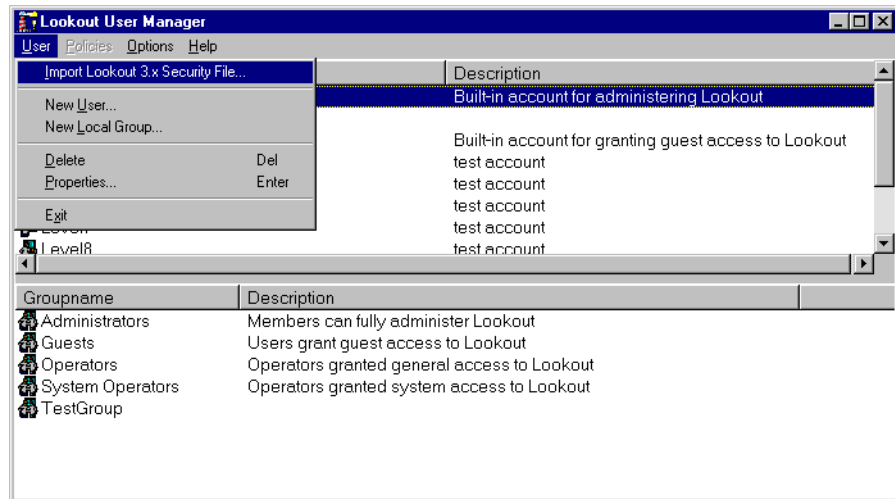 Lookout User Manager
User Policies Options Help
Import Lookout 3.x Security File...
New User...
New Local Group...
Delete Del
Properties... Enter
Exit
Description
Built-in account for administering Lookout
Built-in account for granting guest access to Lookout
test account
test account
test account
test account
Level8 test account
Groupname Description
Administrators Members can fully administer Lookout
Guests Users grant guest access to Lookout
Operators Operators granted general access to Lookout
System Operators Operators granted system access to Lookout
TestGroup